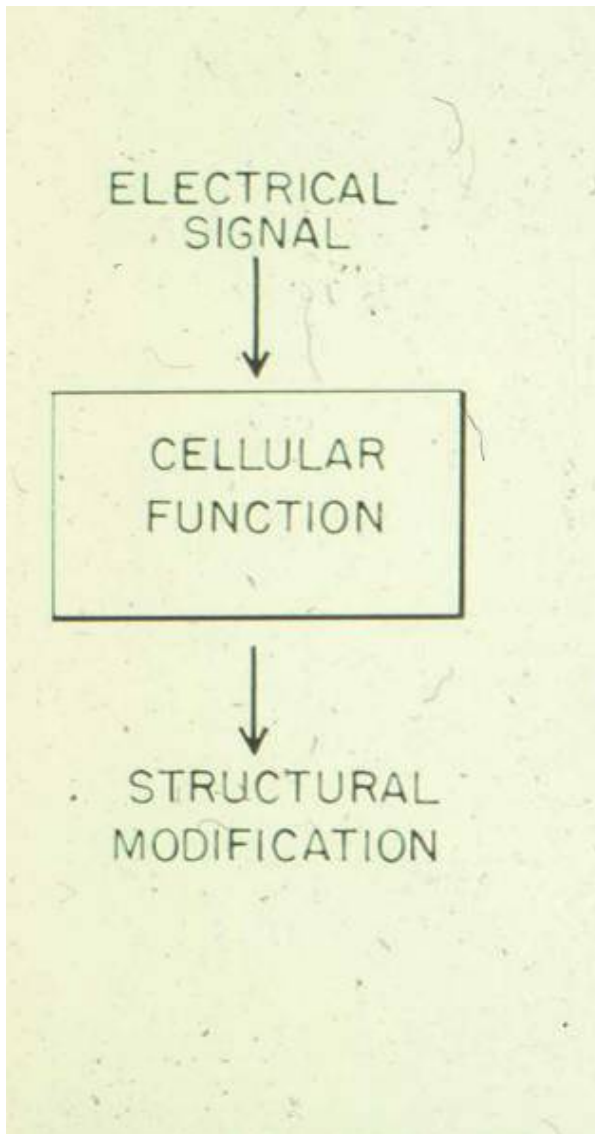 ELECTRICAL
SIGNAL
CELLULAR
FUNCTION
STRUCTURAL
MODIFICATION